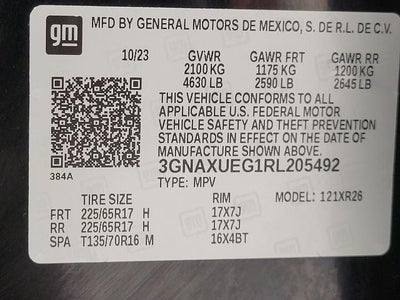 gm
MFD BY GENERAL MOTORS DE MEXICO, S. DE R.L. DE C.V.
10/23 GVWR GAWR FRT GAWR RR
2100 KG 1175 KG 1200 KG
4630 LB 2590 LB 2645 LB
THIS VEHICLE CONFORMS TO ALL
APPLICABLE U.S. FEDERAL MOTOR
VEHICLE SAFETY AND THEFT PREVENTION
STANDARDS IN EFFECT ON THE DATE OF
MANUFACTURE SHOWN ABOVE.
384A 3GNAXUEG1RL205492
TYPE: MPV
TIRE SIZE RIM MODEL: 121XR26
FRT 225/65R17 H 17X7J
RR 225/65R17 H 17X7J
SPA T135/70R16 M 16X4BT